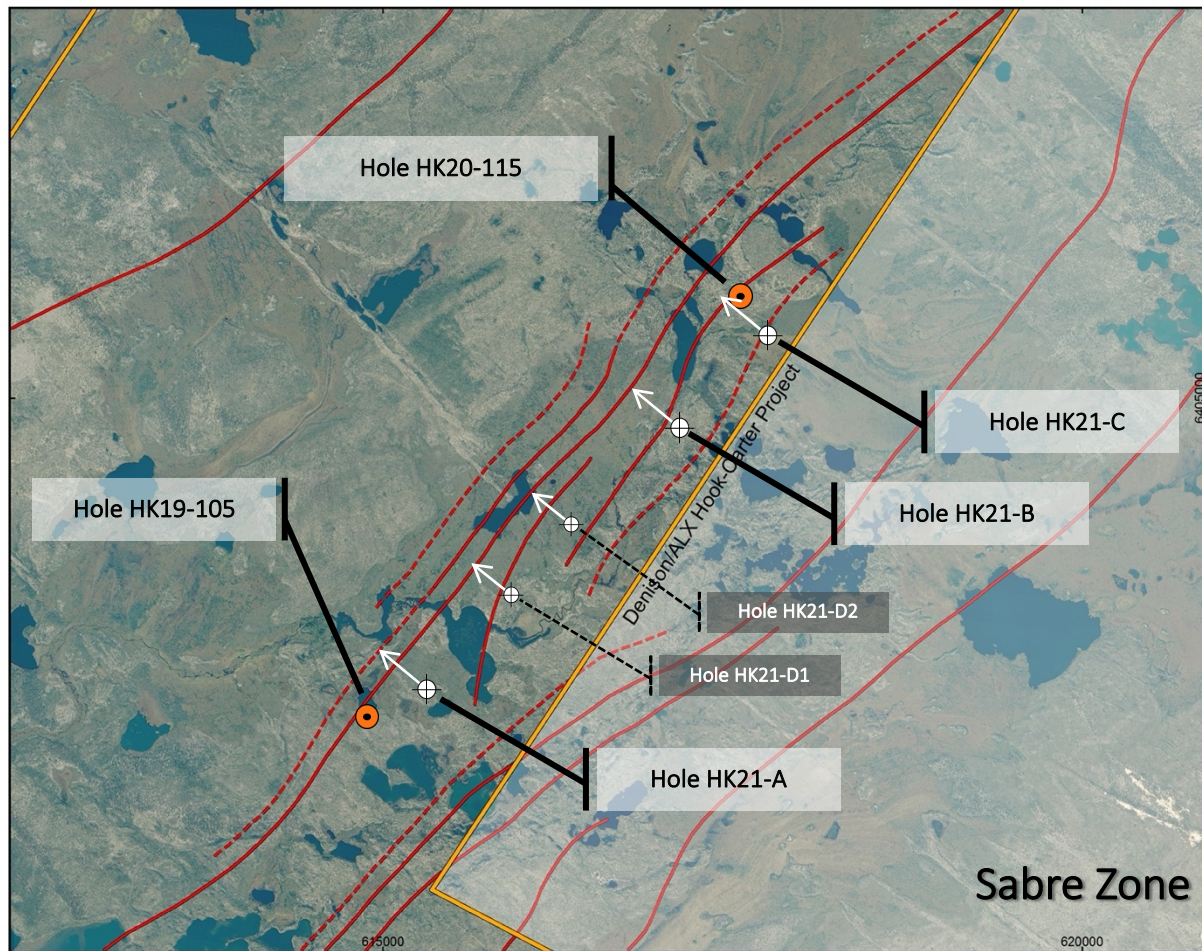 Hole HK20-115
6405000
Hole HK21-C
Denison/ALX Hook-Carter Project
Hole HK19-105
Hole HK21-B
Hole HK21-D2
Hole HK21-D1
Hole HK21-A
Sabre Zone
615000
620000